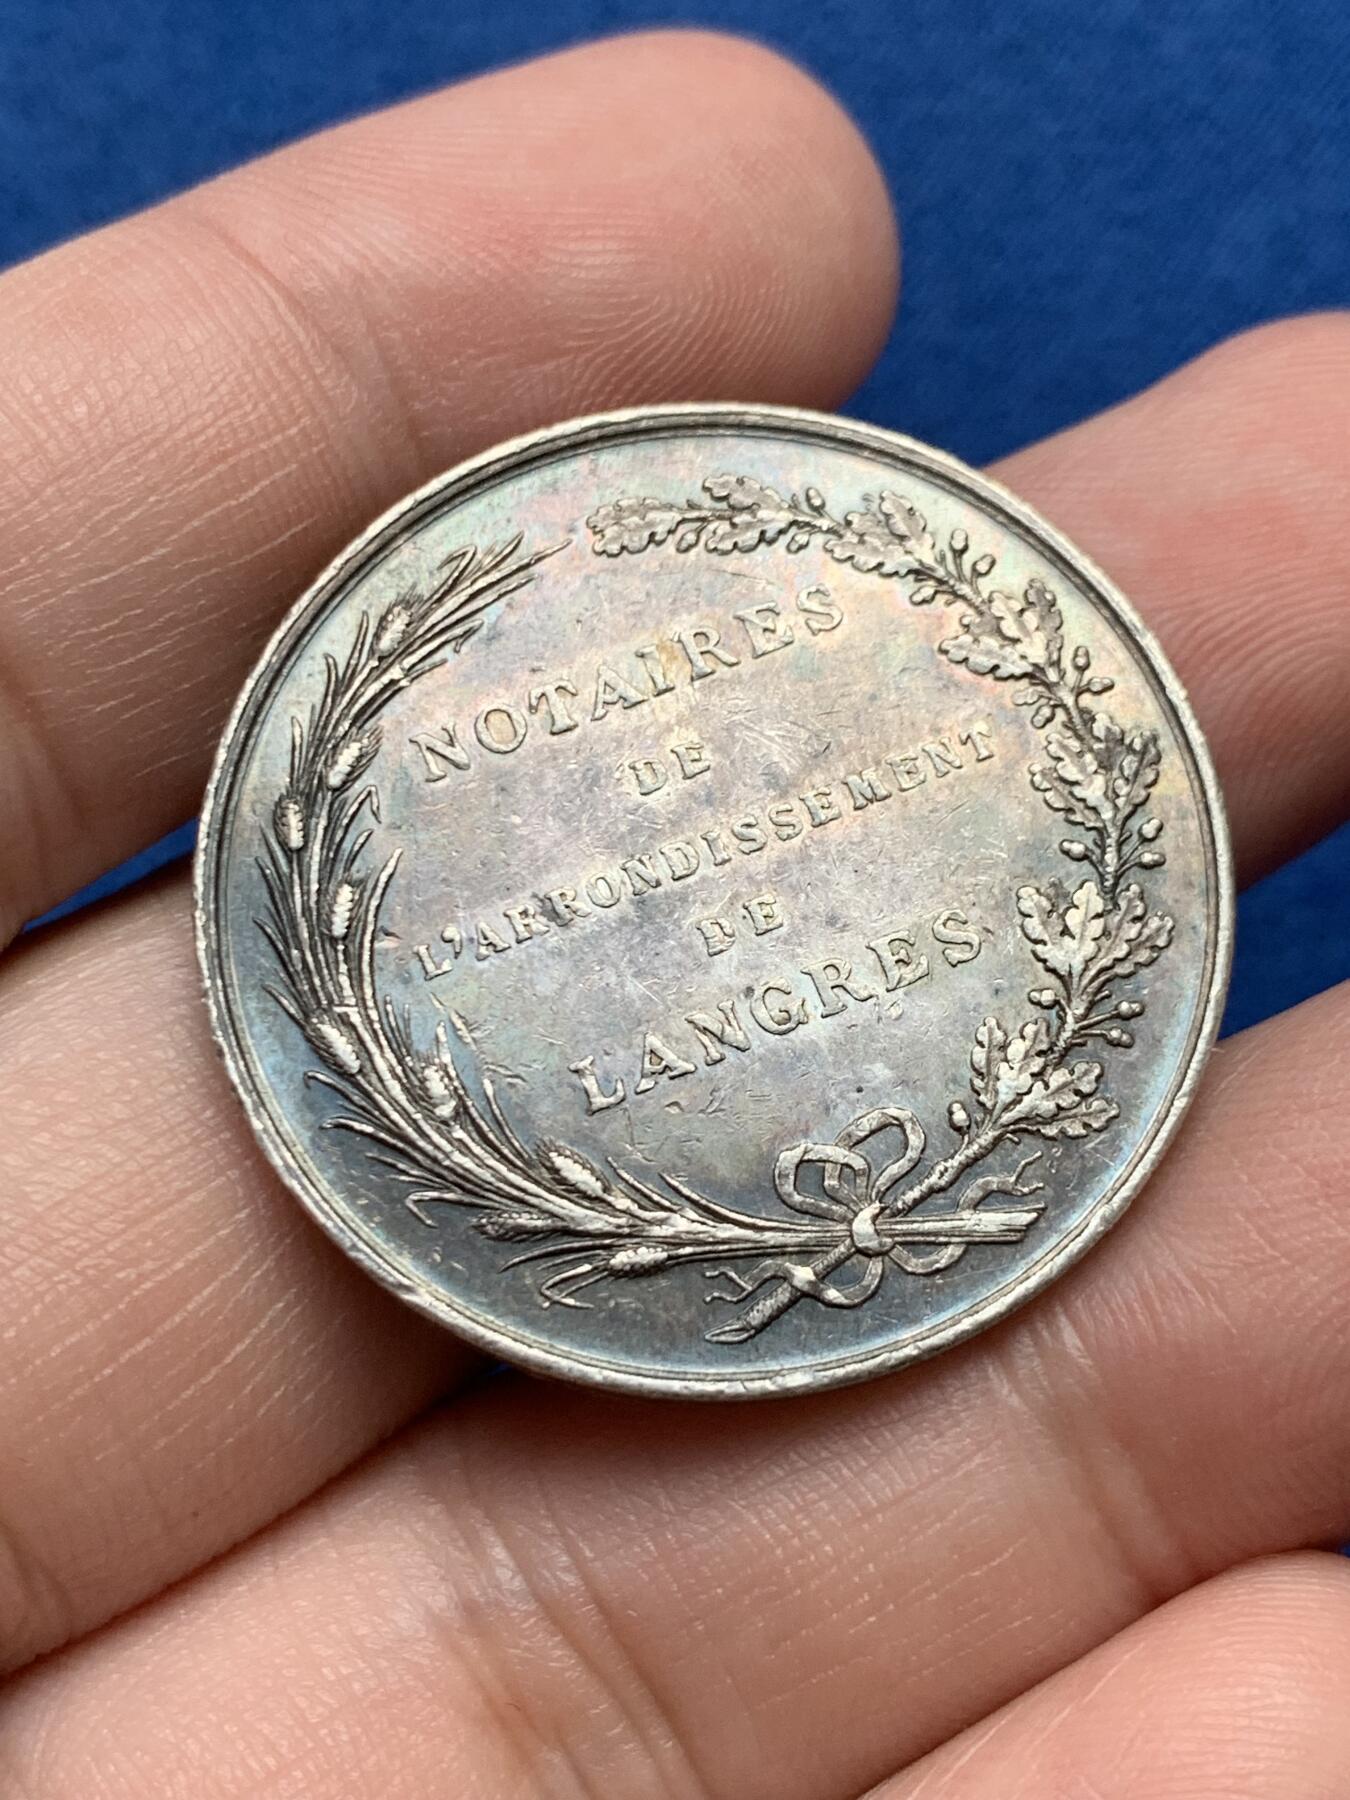 NOTAIRES
DE
L'ARRONDISSEMENT
DE
LANGRES